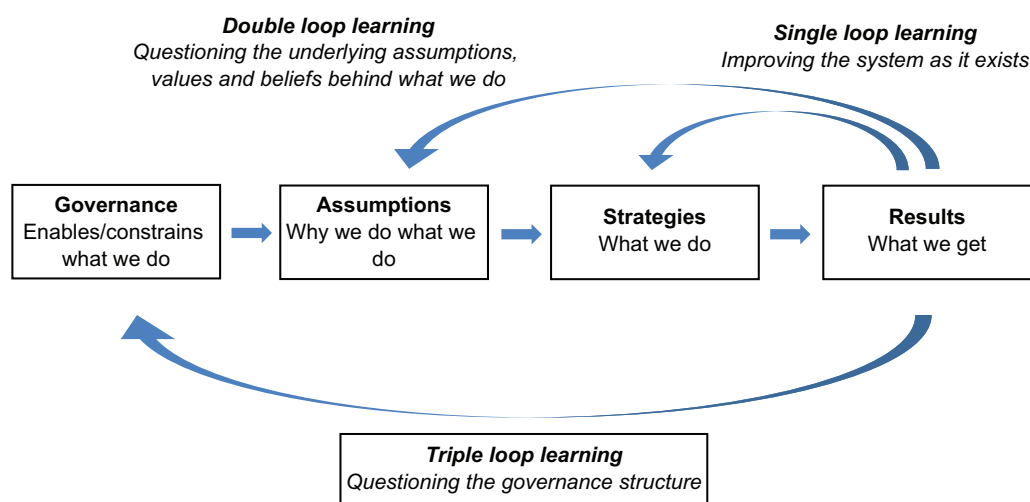 Double loop learning
Questioning the underlying assumptions,
values and beliefs behind what we do
Single loop learning
Improving the system as it exists
Governance
Enables/constrains
what we do
Assumptions
Why we do what we
do
Strategies
What we do
Results
What we get
Triple loop learning
Questioning the governance structure